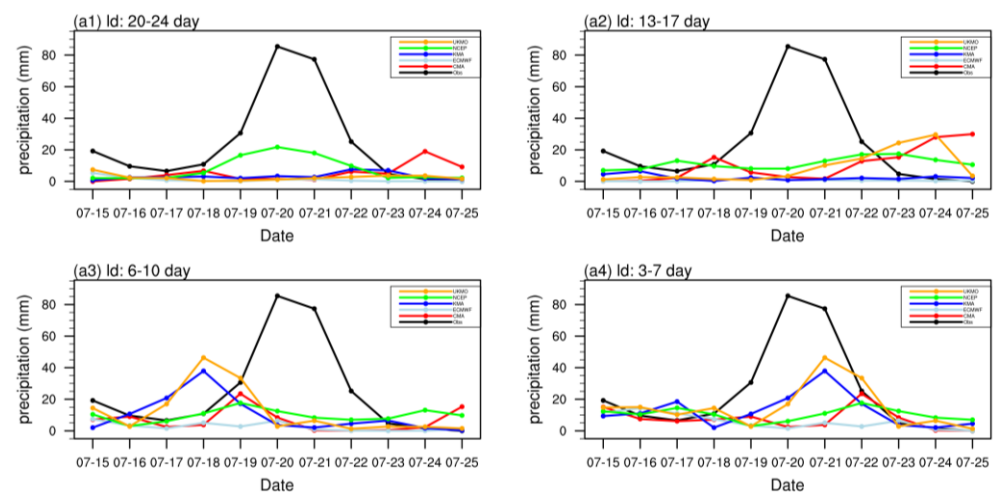 (a1) ld: 20-24 day
precipitation (mm)
80
60
40
20
0
UKMO
NCEP
KMA
ECMWF
CMA
Obs
07-15 07-16 07-17 07-18 07-19 07-20 07-21 07-22 07-23 07-24 07-25
Date
(a2) ld: 13-17 day
precipitation (mm)
80
60
40
20
0
UKMO
NCEP
KMA
ECMWF
CMA
Obs
07-15 07-16 07-17 07-18 07-19 07-20 07-21 07-22 07-23 07-24 07-25
Date
(a3) ld: 6-10 day
precipitation (mm)
80
60
40
20
0
UKMO
NCEP
KMA
ECMWF
CMA
Obs
07-15 07-16 07-17 07-18 07-19 07-20 07-21 07-22 07-23 07-24 07-25
Date
(a4) ld: 3-7 day
precipitation (mm)
80
60
40
20
0
UKMO
NCEP
KMA
ECMWF
CMA
Obs
07-15 07-16 07-17 07-18 07-19 07-20 07-21 07-22 07-23 07-24 07-25
Date